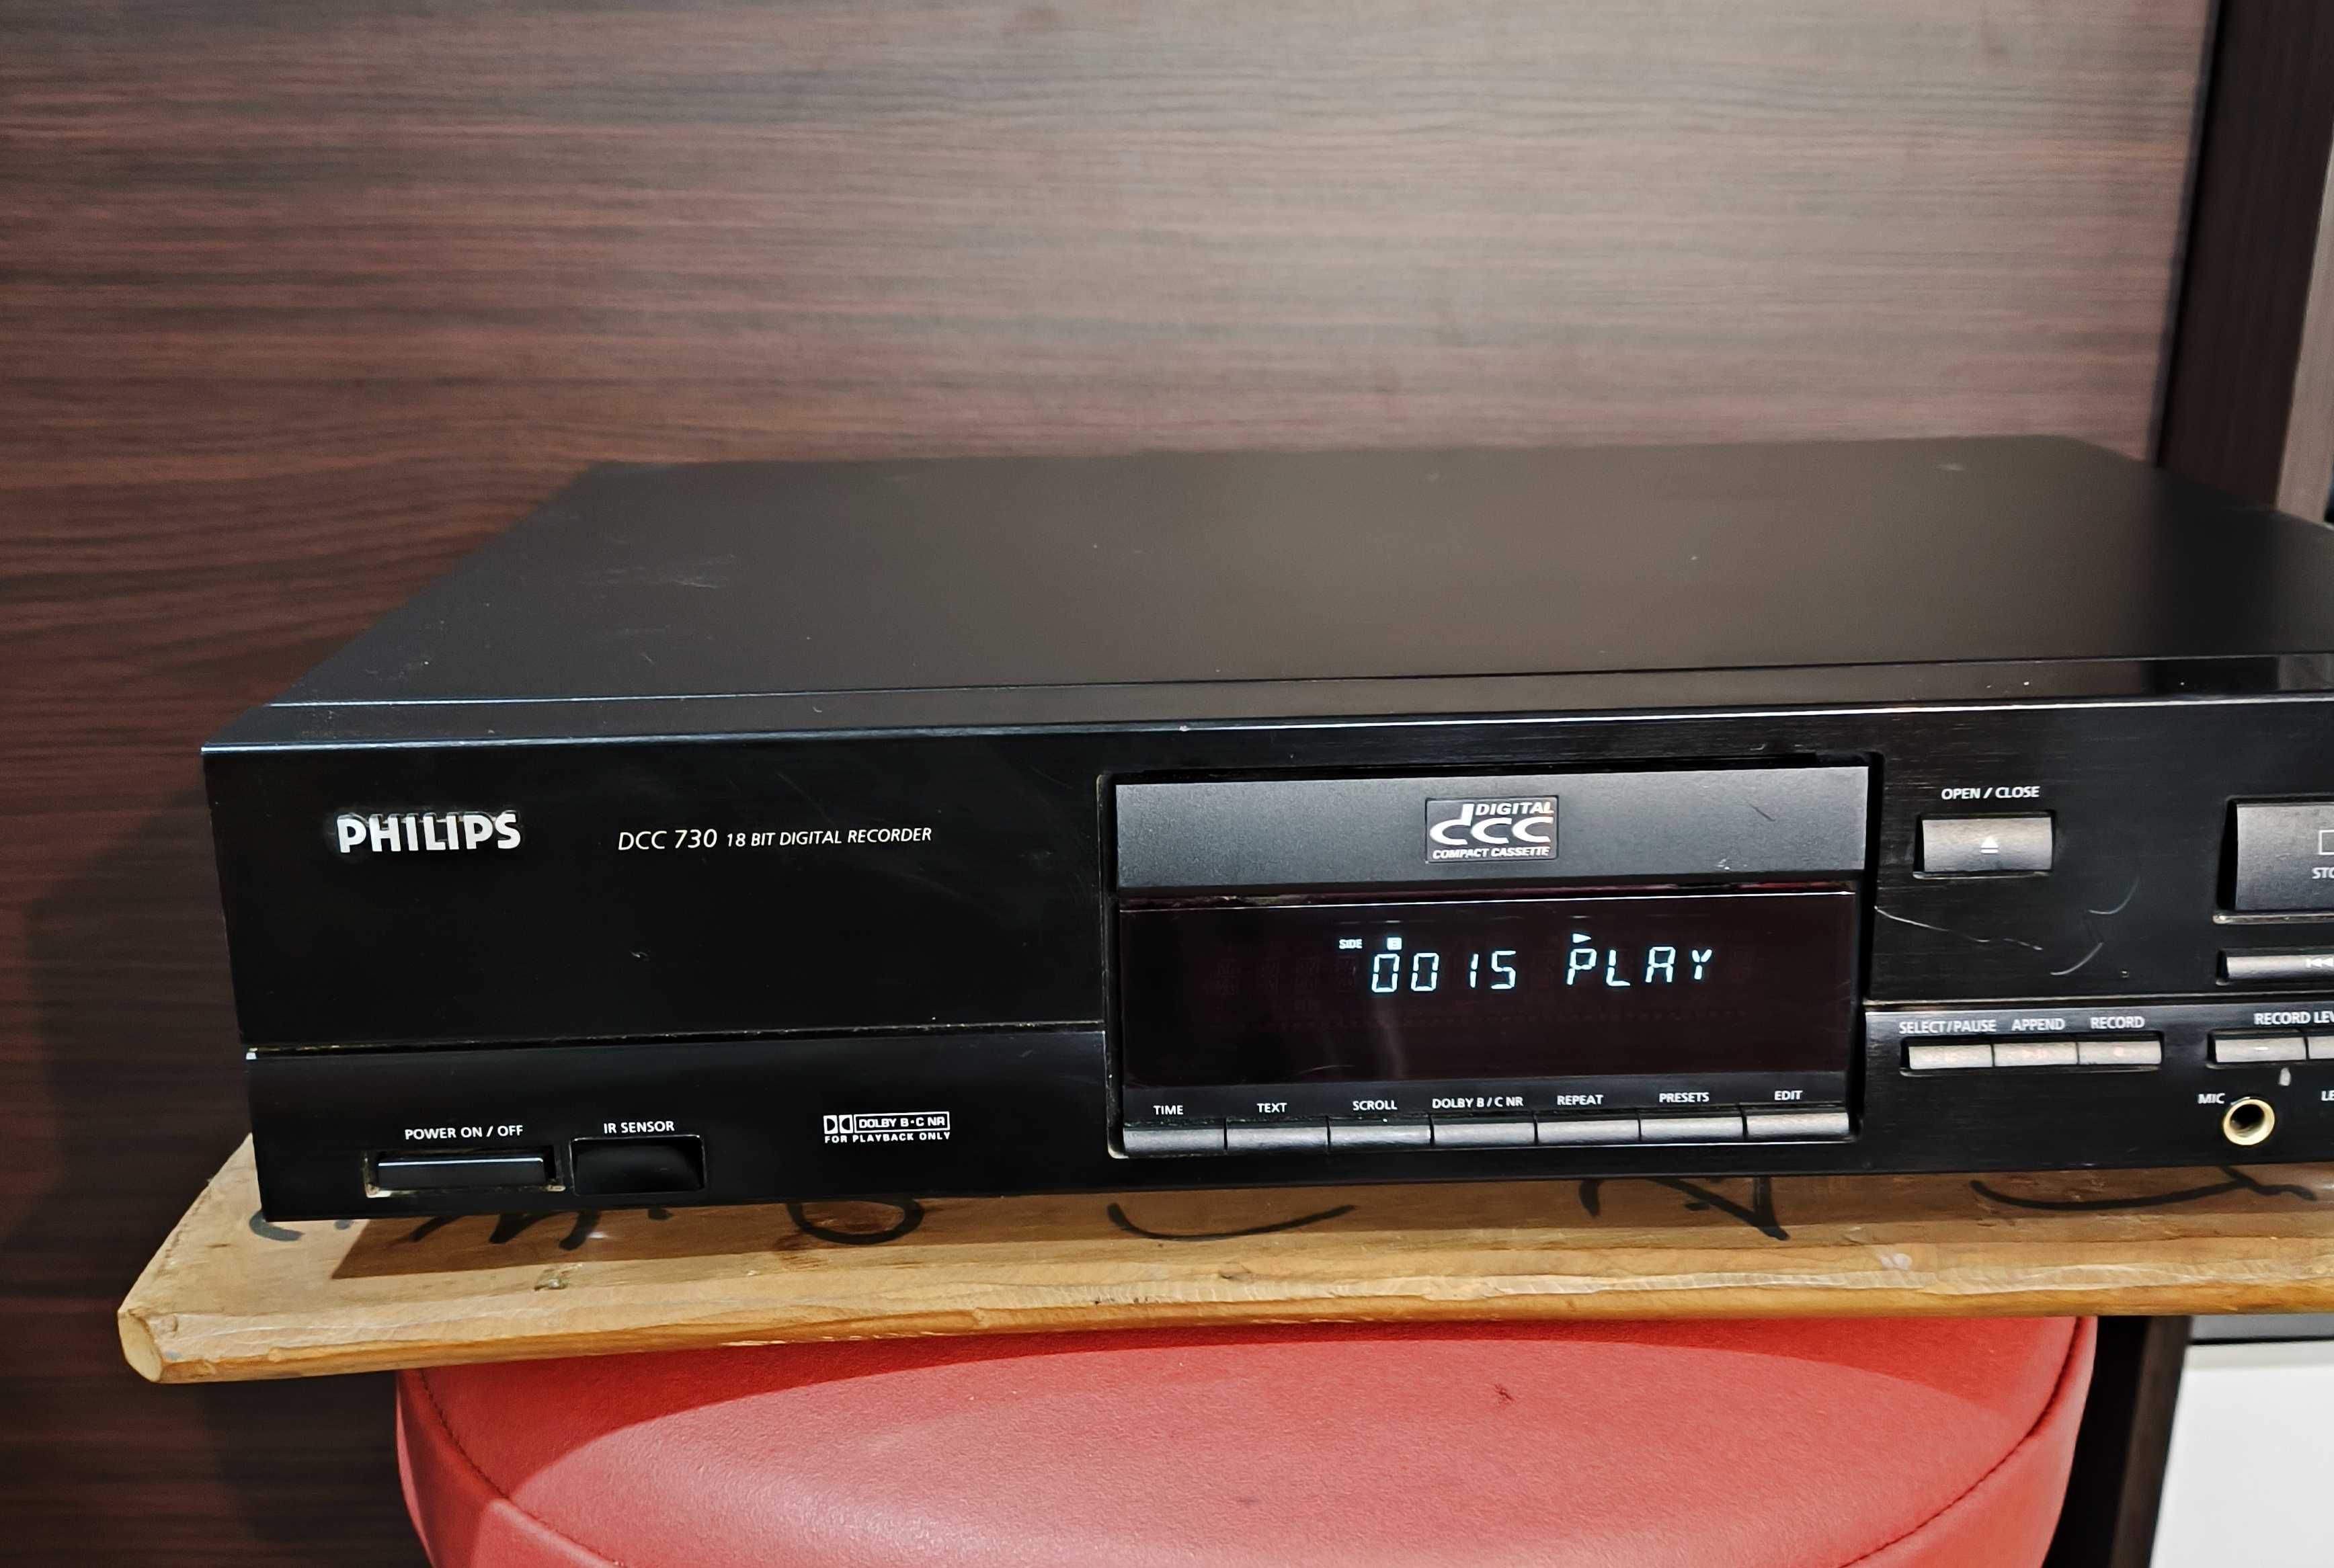 OPEN / CLOSE
DIGITAL
dcc
COMPACT CASSETTE
PHILIPS
DCC 730 18 BIT DIGITAL RECORDER
SIDE
0015 PLAY
SELECT/PAUSE APPEND RECORD
TIME TEXT SCROLL DOLBY B / C NR REPEAT PRESETS EDIT
MIC
POWER ON / OFF IR SENSOR
DOLBY B·C NR
FOR PLAYBACK ONLY
RECORD